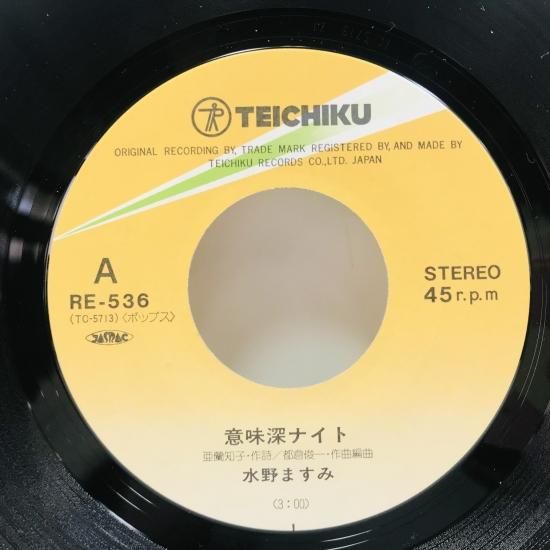 TEICHIKU
ORIGINAL RECORDING BY, TRADE MARK REGISTERED BY, AND MADE BY
TEICHIKU RECORDS CO., LTD. JAPAN
A
RE-536
(TC-5713)〈ポップス〉
JASRAC
STEREO
45 r.p.m
意味深ナイト
亜蘭知子・作詩/都倉俊一・作曲編曲
水野ますみ
(3:00)